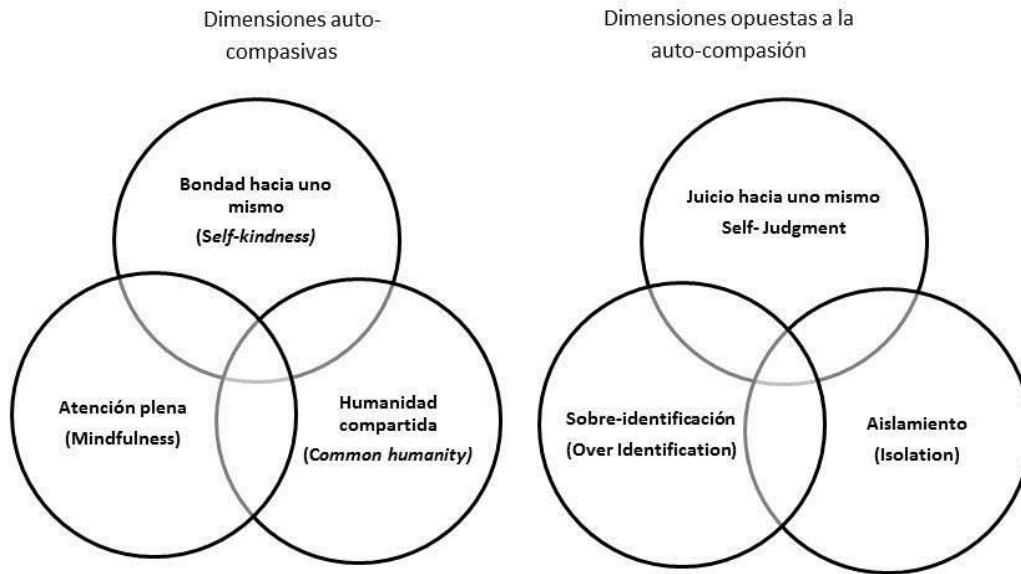 Dimensiones auto-
compasivas
Bondad hacia uno
mismo
(Self-kindness)
Atención plena
(Mindfulness)
Humanidad
compartida
(Common humanity)
Dimensiones opuestas a la
auto-compasión
Juicio hacia uno mismo
Self- Judgment
Sobre-identificación
(Over Identification)
Aislamiento
(Isolation)